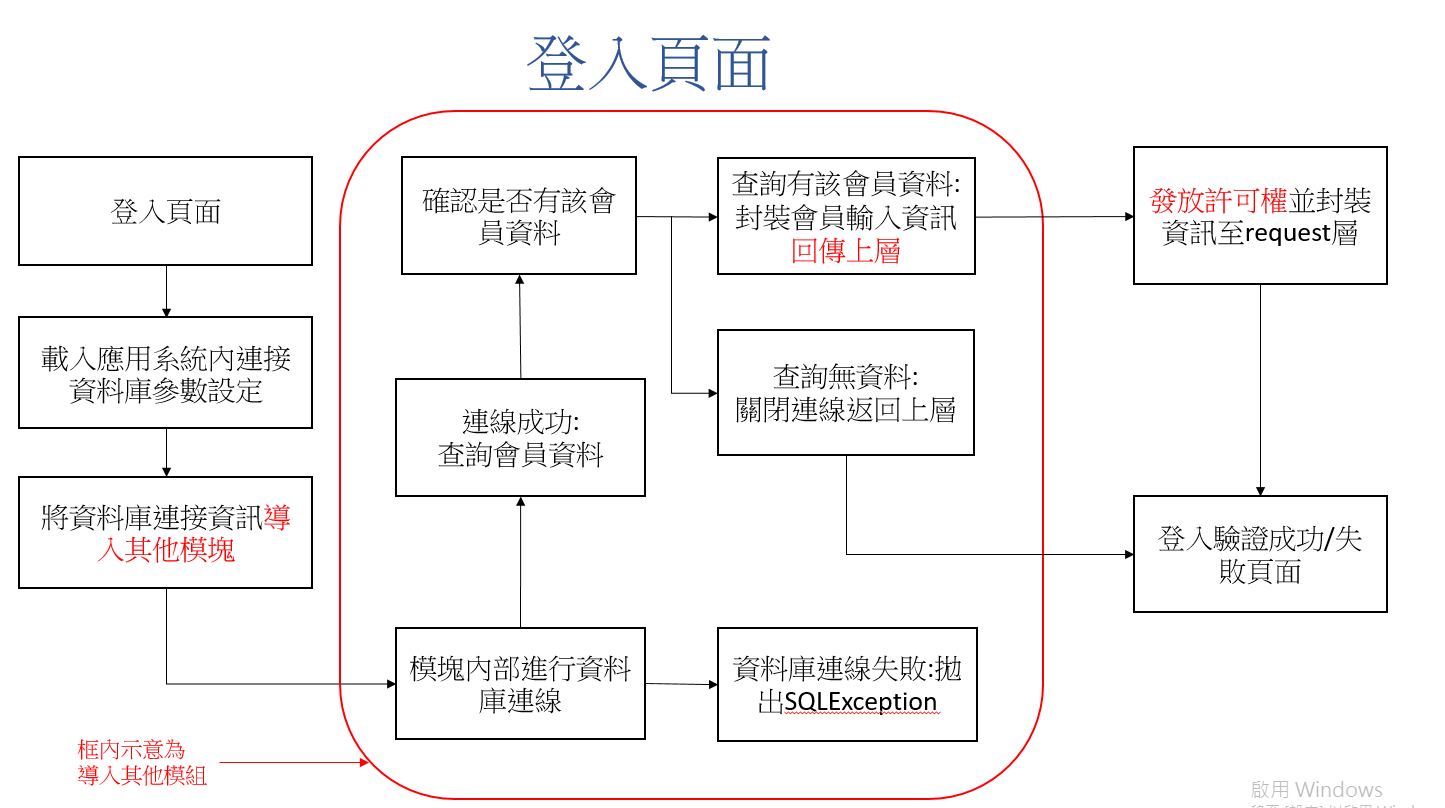 登入頁面
登入頁面
載入應用系統內連接
資料庫參數設定
將資料庫連接資訊導
入其他模塊
確認是否有該會
員資料
連線成功:
查詢會員資料
模塊內部進行資料
庫連線
查詢有該會員資料:
封裝會員輸入資訊
回傳上層
查詢無資料:
關閉連線返回上層
資料庫連線失敗:拋
出SQLException
發放許可權並封裝
資訊至request層
登入驗證成功/失
敗頁面
框內示意為
導入其他模組
啟用 Windows